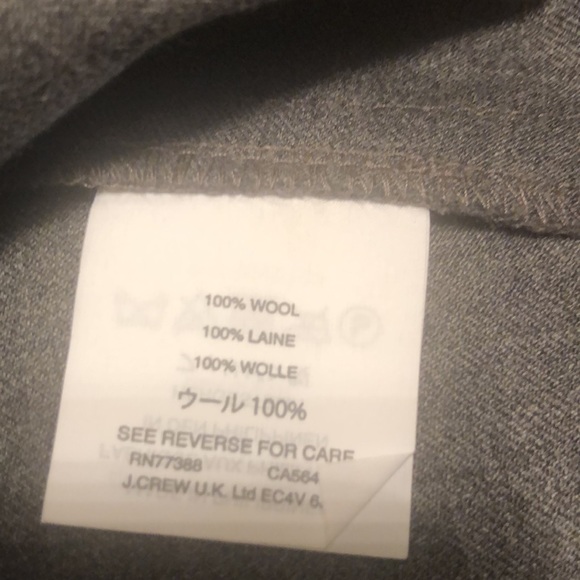 100% WOOL
100% LAINE
100% WOLLE
ウール 100%
SEE REVERSE FOR CARE
RN77388 CA564
J.CREW U.K. Ltd EC4V 6,